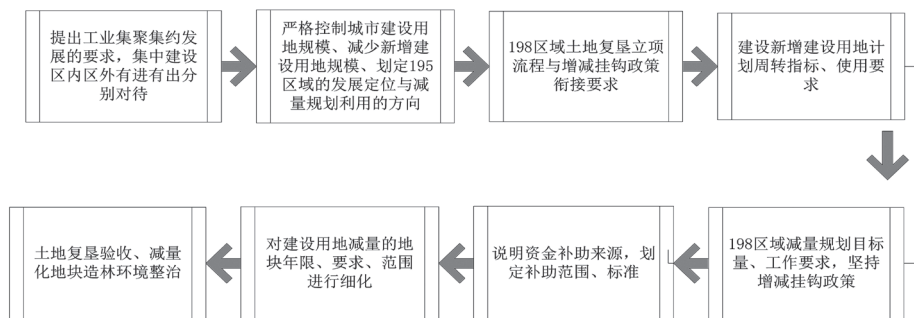 提出工业集聚集约发
展的要求，集中建设
区内区外有进有出分
别对待
严格控制城市建设用
地规模、减少新增建
设用地规模、划定195
区域的发展定位与减
量规划利用的方向
198区域土地复垦立项
流程与增减挂钩政策
衔接要求
建设新增建设用地计
划周转指标、使用要
求
198区域减量规划目标
量、工作要求，坚持
增减挂钩政策
说明资金补助来源，划
定补助范围、标准
对建设用地减量的地
块年限、要求、范围
进行细化
土地复垦验收、减量
化地块造林环境整治